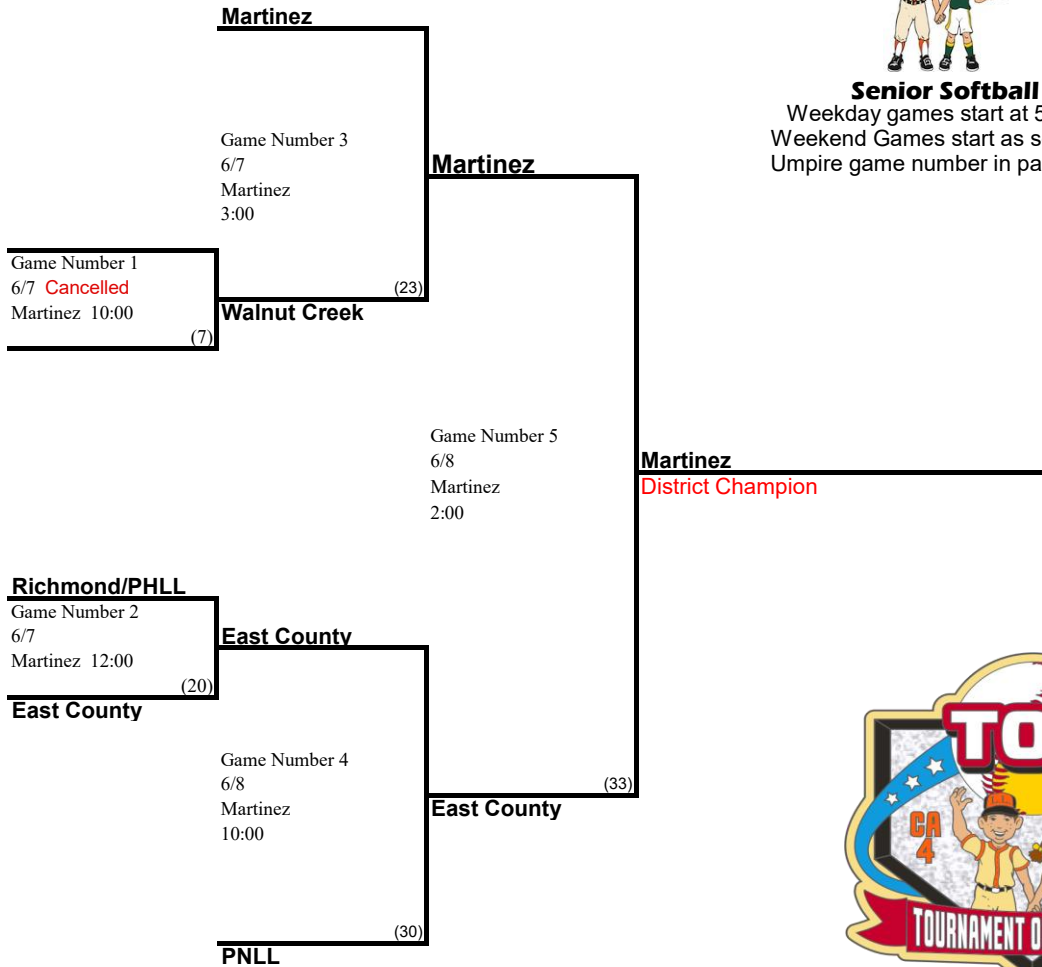 Martinez
Senior Softball
Weekday games start at 5
Weekend Games start as s
Umpire game number in pa
Game Number 3
6/7
Martinez
3:00
Martinez
Game Number 1
6/7 Cancelled
Martinez 10:00
(7)
(23)
Walnut Creek
Game Number 5
6/8
Martinez
2:00
Martinez
District Champion
Richmond/PHLL
Game Number 2
6/7
Martinez 12:00
(20)
East County
East County
Game Number 4
6/8
Martinez
10:00
(33)
East County
(30)
PNLL
TO
CA
4
TOURNAMENT O